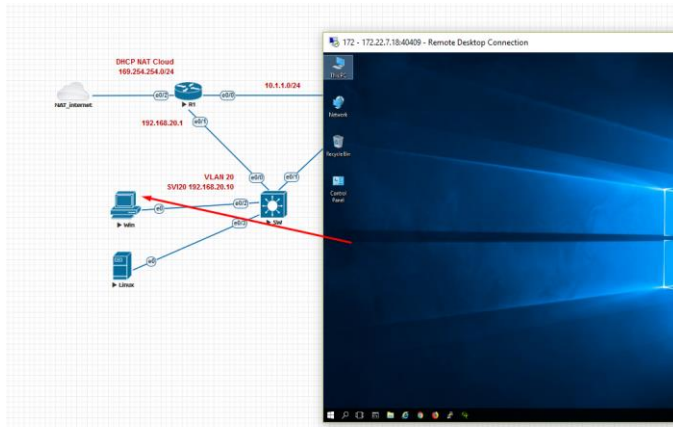 172 - 172.22.7.18:40409 - Remote Desktop Connection
DHCP NAT Cloud
169.254.254.0/24
10.1.1.0/24
NAT_Internet
e0/2
R1
e0/0
e0/1
192.168.20.1
VLAN 20
SVI20 192.168.20.10
e0/0
e0/1
e0/2
e0
Win
SW
e0/3
e0
Linux
This PC
Network
Recycle Bin
Control
Panel